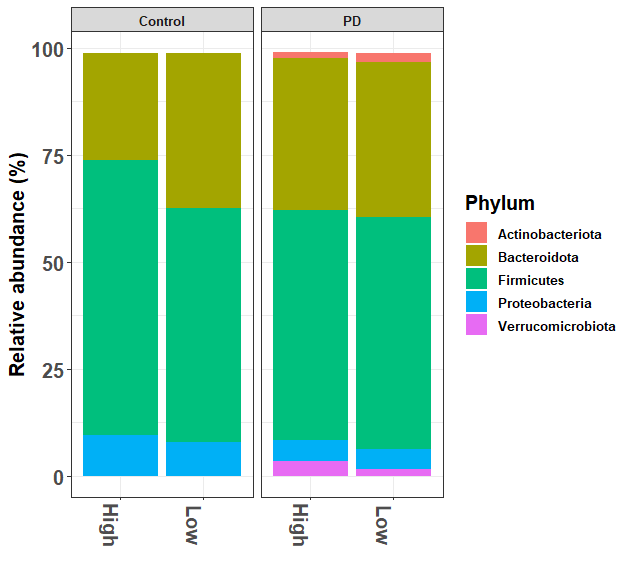 Control PD
100
75
50
25
0
Relative abundance (%)
High Low High Low
Phylum
Actinobacteriota
Bacteroidota
Firmicutes
Proteobacteria
Verrucomicrobiota